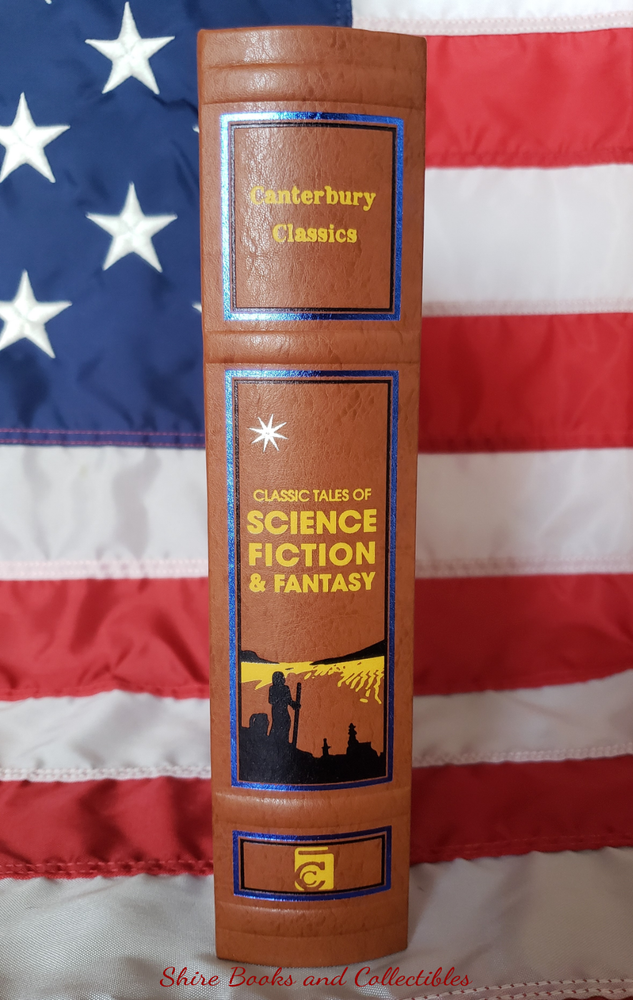 Canterbury
Classics
CLASSIC TALES OF
SCIENCE
FICTION
& FANTASY
C
Shire Books and Collectibles